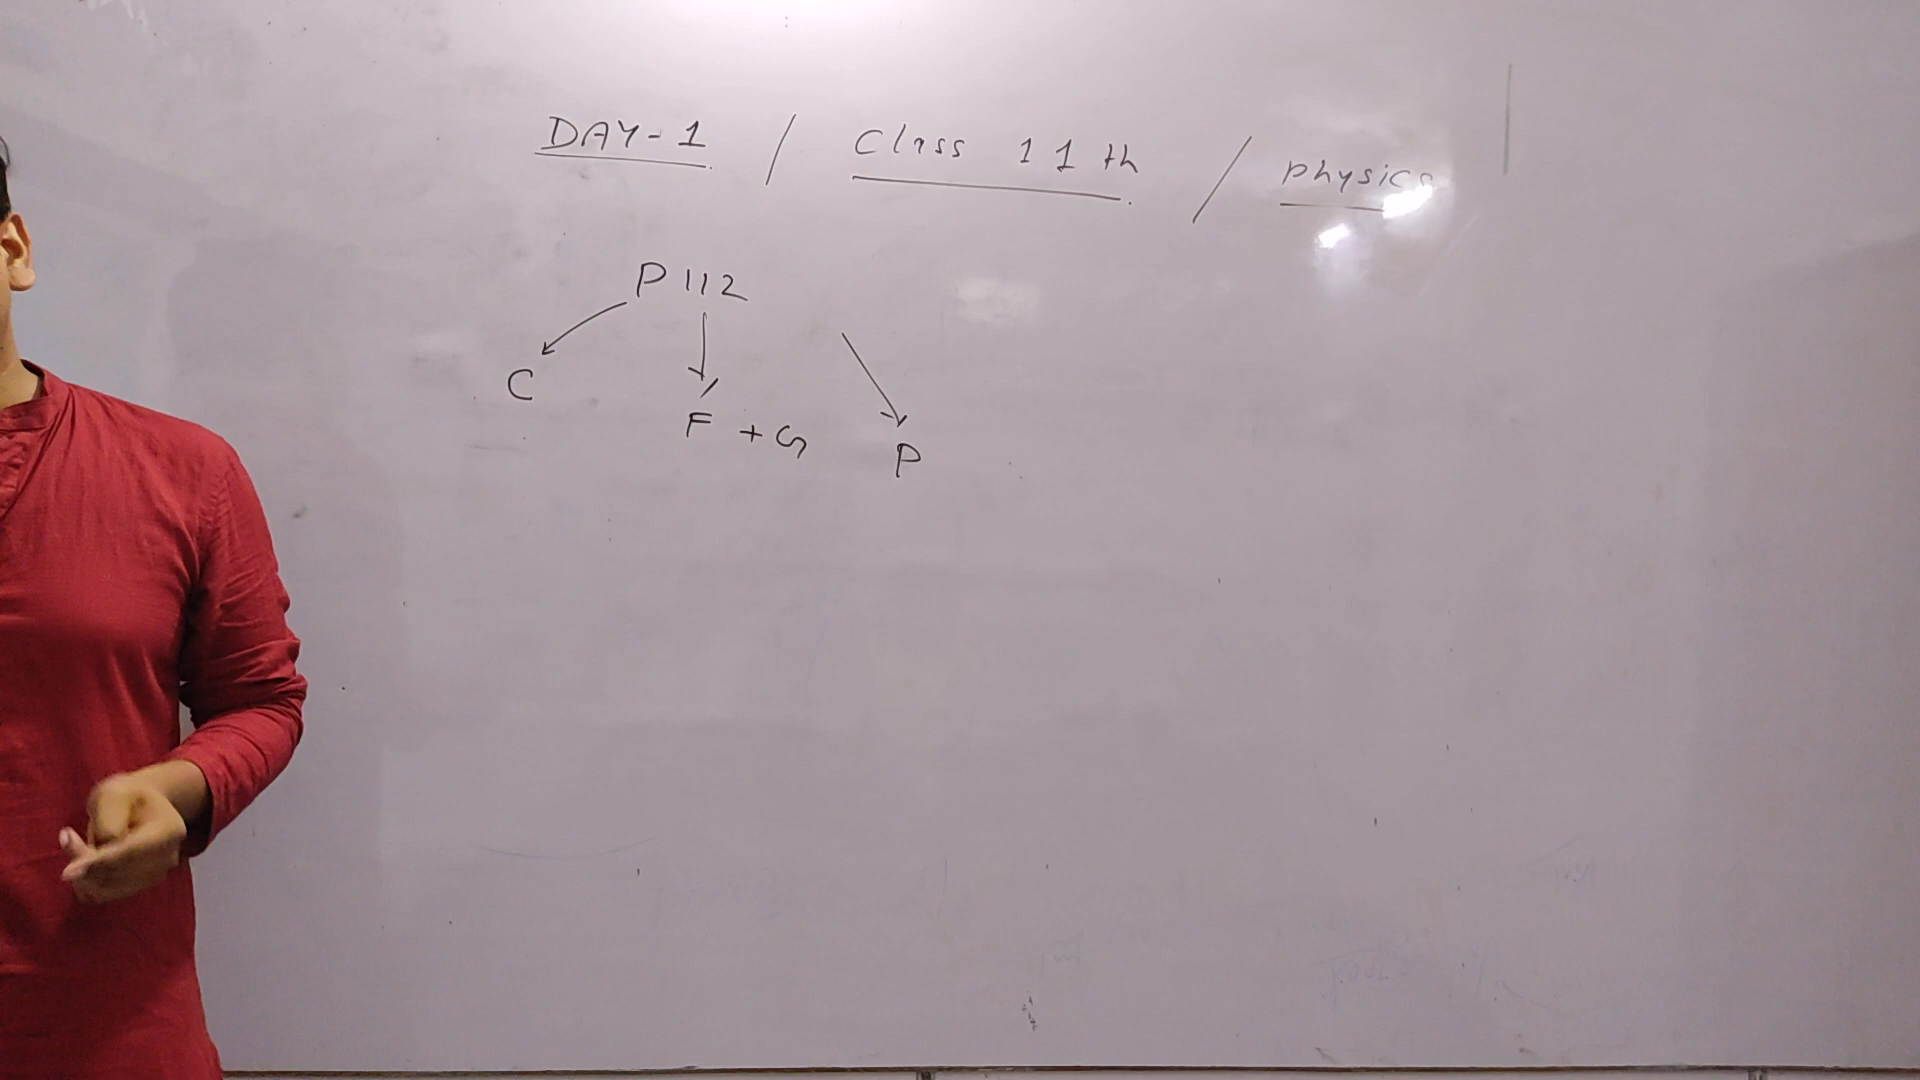 DAY-1 / Class 11th / Physics
P112
C
F + G
P